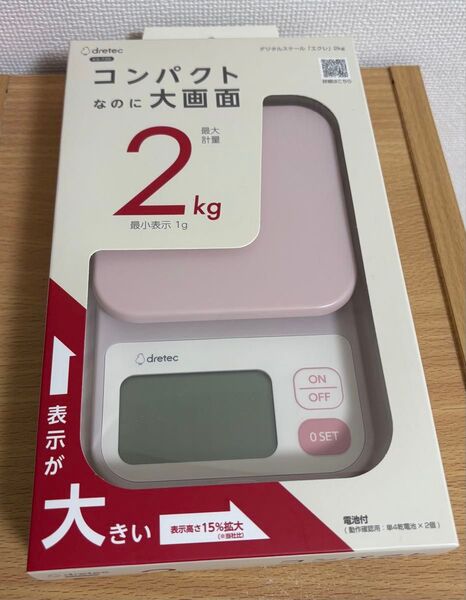 dretec
デジタルスケール「エクレ」2kg
コンパクト
なのに大画面
詳細はこちら
最大
計量
2kg
最小表示 1g
dretec
ON
OFF
0 SET
表示が
大きい
表示高さ15%拡大
(※当社比)
電池付
(動作確認用：単4乾電池×2個)